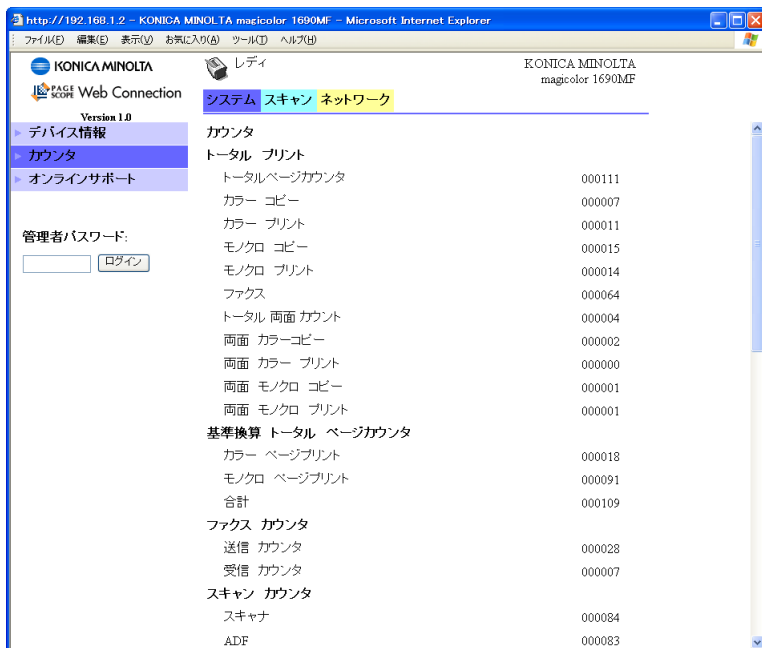 http://192.168.1.2 - KONICA MINOLTA magicolor 1690MF - Microsoft Internet Explorer
ファイル(F) 編集(E) 表示(V) お気に入り(A) ツール(T) ヘルプ(H)
KONICA MINOLTA
レディ
KONICA MINOLTA
magicolor 1690MF
PAGE SCOPE Web Connection
Version 1.0
システム スキャン ネットワーク
デバイス情報
カウンタ
オンラインサポート
管理者パスワード:
ログイン
カウンタ
トータル プリント
トータルページカウンタ 000111
カラー コピー 000007
カラー プリント 000011
モノクロ コピー 000015
モノクロ プリント 000014
ファクス 000064
トータル 両面 カウント 000004
両面 カラーコピー 000002
両面 カラー プリント 000000
両面 モノクロ コピー 000001
両面 モノクロ プリント 000001
基準換算 トータル ページカウンタ
カラー ページプリント 000018
モノクロ ページプリント 000091
合計 000109
ファクス カウンタ
送信 カウンタ 000028
受信 カウンタ 000007
スキャン カウンタ
スキャナ 000084
ADF 000083